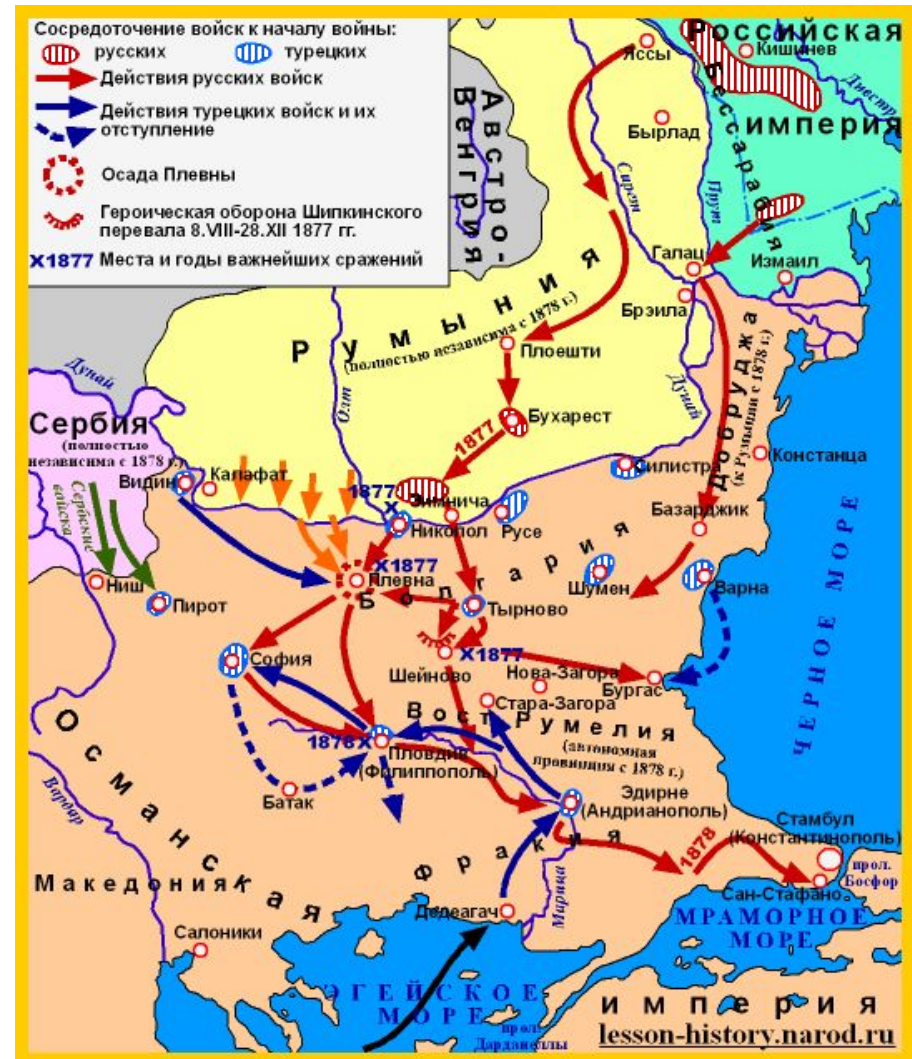 Сосредоточение войск к началу войны:
русских
турецких
Действия русских войск
Действия турецких войск и их
отступление
Осада Плевны
Героическая оборона Шипкинского
перевала 8.VIII-28.XII 1877 гг.
X1877 Места и годы важнейших сражений
Российская
империя
Кишинев
Яссы
Днестр
Бессарабия
Бырлад
Австро-
Венгрия
Сирет
Прут
Галац
Измаил
Брэила
Румыния
(полностью независима с 1878 г.)
Плоешти
Дунай
Олт
Дунай
Бухарест
1877
Добруджа
(к Румынии с 1878 г.)
Сербия
(полностью
независима с 1878 г.)
Видин
Калафат
Силистра
Констанца
Сербские
войска
1877
X
Зимнича
Никопол
Русе
Базарджик
X1877
Плевна
Болгария
Шумен
Варна
Ниш
Пирот
Тырново
ЧЕРНОЕ МОРЕ
София
X1877
Шейново
Нова-Загора
Бургас
Стара-Загора
Вост. Румелия
(автономная
провинция с 1878 г.)
1878X
Пловдив
(Филиппополь)
Батак
Эдирне
(Андрианополь)
Стамбул
(Константинополь)
1878
прол.
Босфор
Сан-Стафано
Османская
Вардар
Македония
Фракия
Марица
Дедеагач
МРАМОРНОЕ
МОРЕ
Салоники
ЭГЕЙСКОЕ
МОРЕ
прол.
Дарданеллы
империя
lesson-history.narod.ru